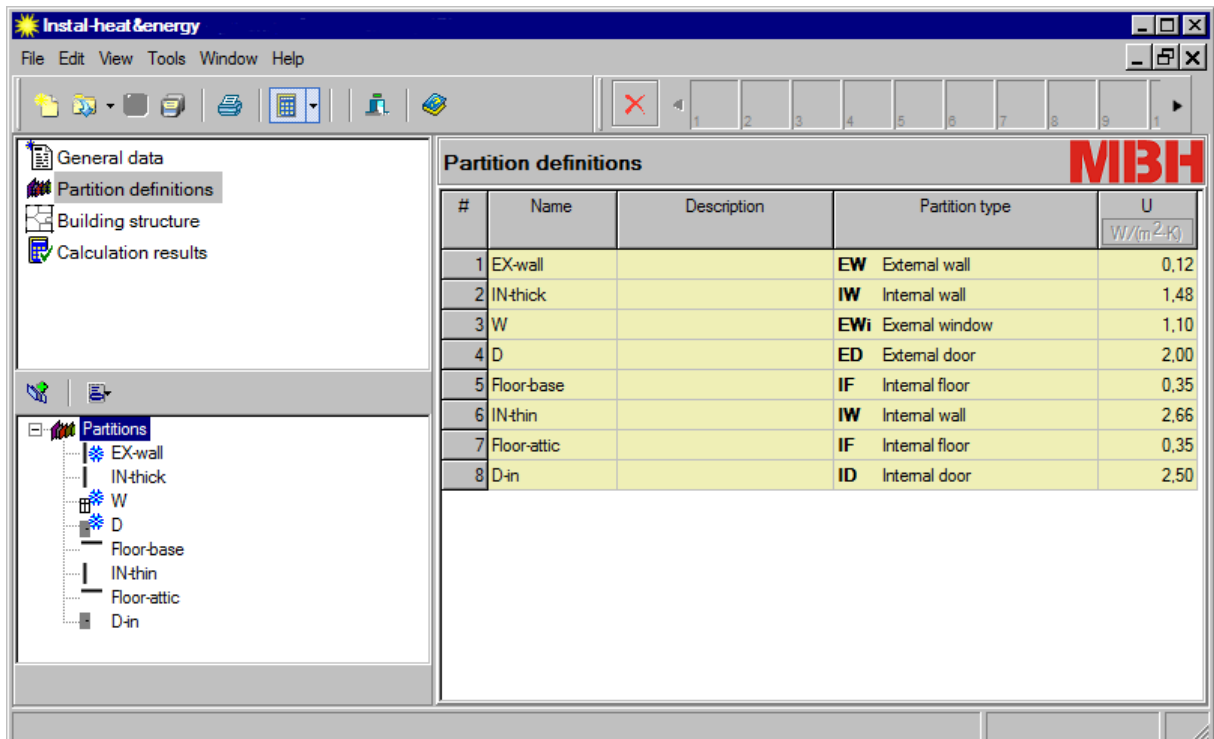 Instal-heat&energy
File Edit View Tools Window Help
1 2 3 4 5 6 7 8 9 1
General data
Partition definitions
Building structure
Calculation results
Partitions
EX-wall
IN-thick
W
D
Floor-base
IN-thin
Floor-attic
D-in
Partition definitions MBH
# Name Description Partition type U
W/(m²·K)
1 EX-wall EW External wall 0,12
2 IN-thick IW Internal wall 1,48
3 W EWi Exernal window 1,10
4 D ED External door 2,00
5 Floor-base IF Internal floor 0,35
6 IN-thin IW Internal wall 2,66
7 Floor-attic IF Internal floor 0,35
8 D-in ID Internal door 2,50